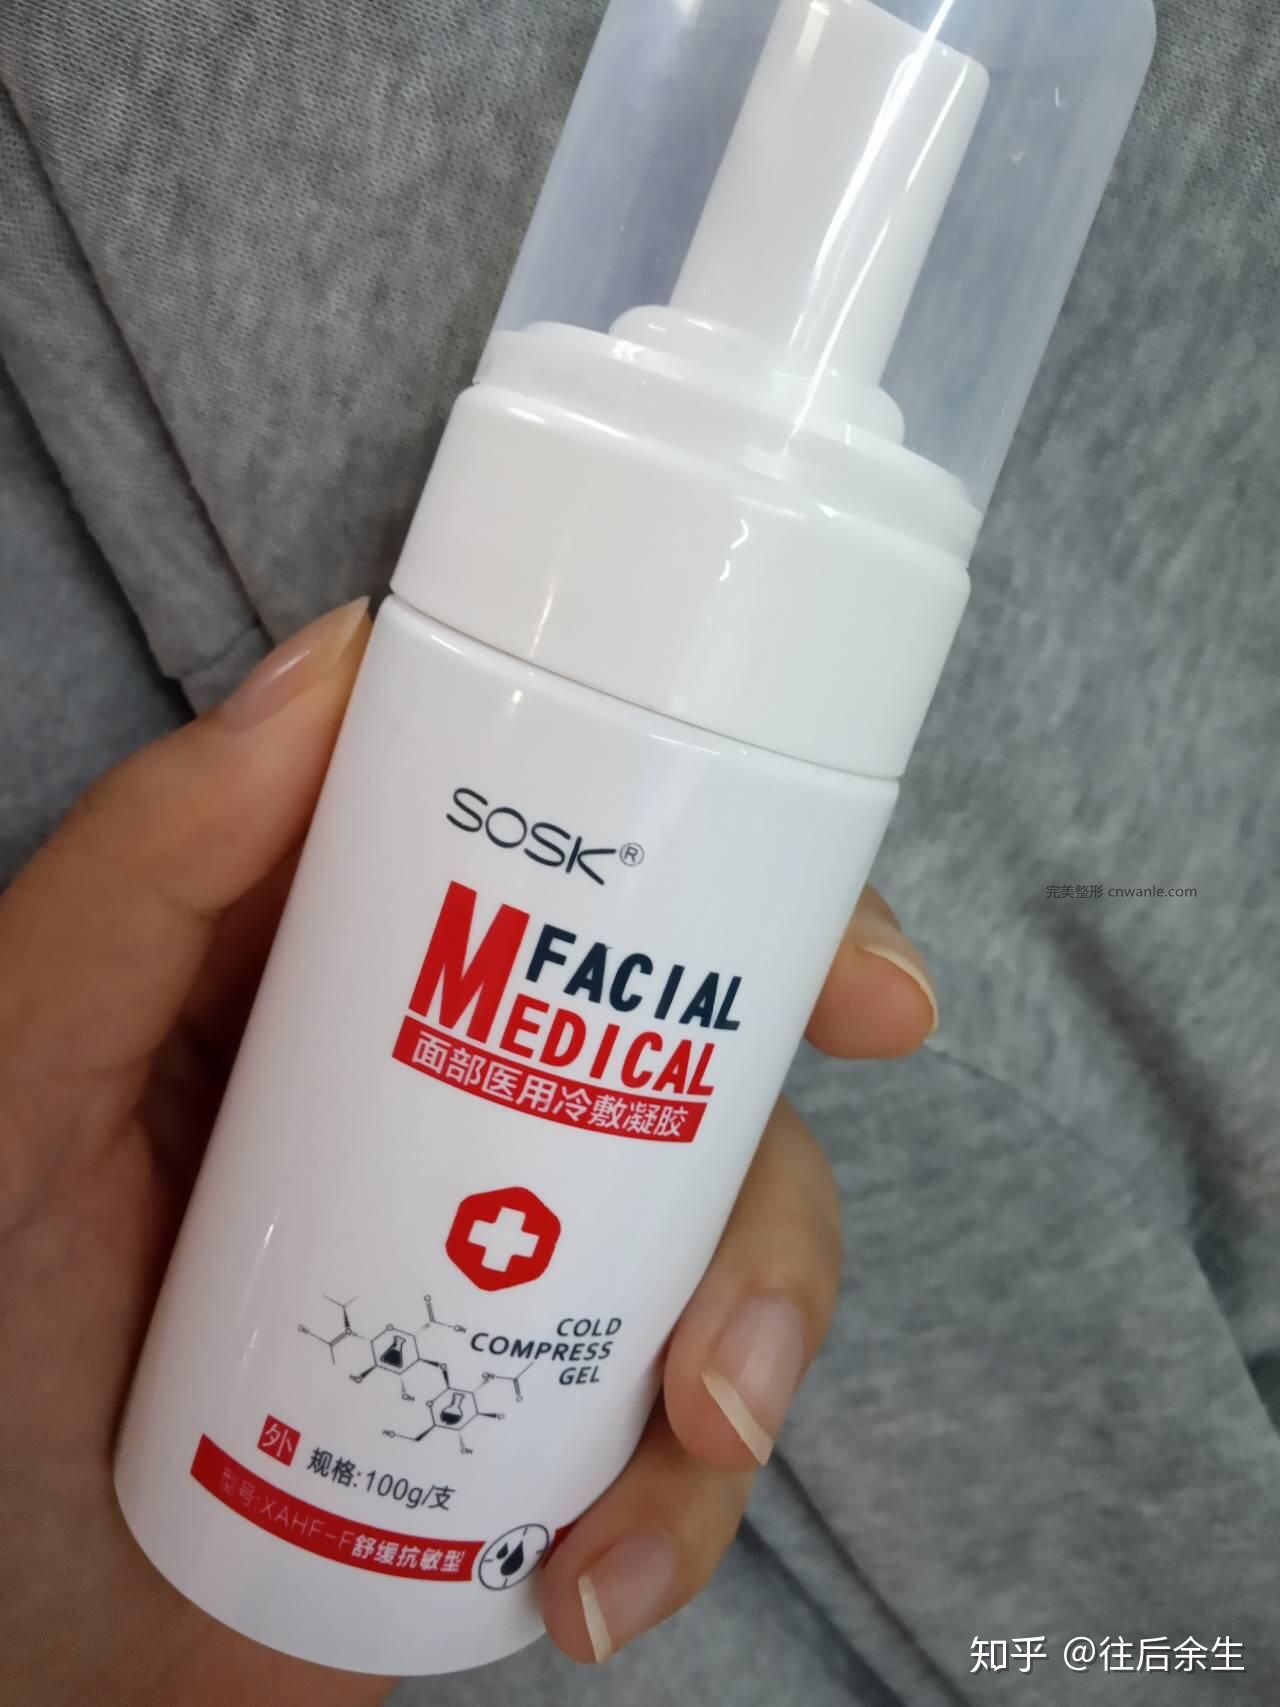 SOSK®
FACIAL
MEDICAL
面部医用冷敷凝胶
COLD
COMPRESS
GEL
外
规格:100g/支
型号:XAHF-F舒缓抗敏型
完美整形 cnwanle.com
知乎 @往后余生